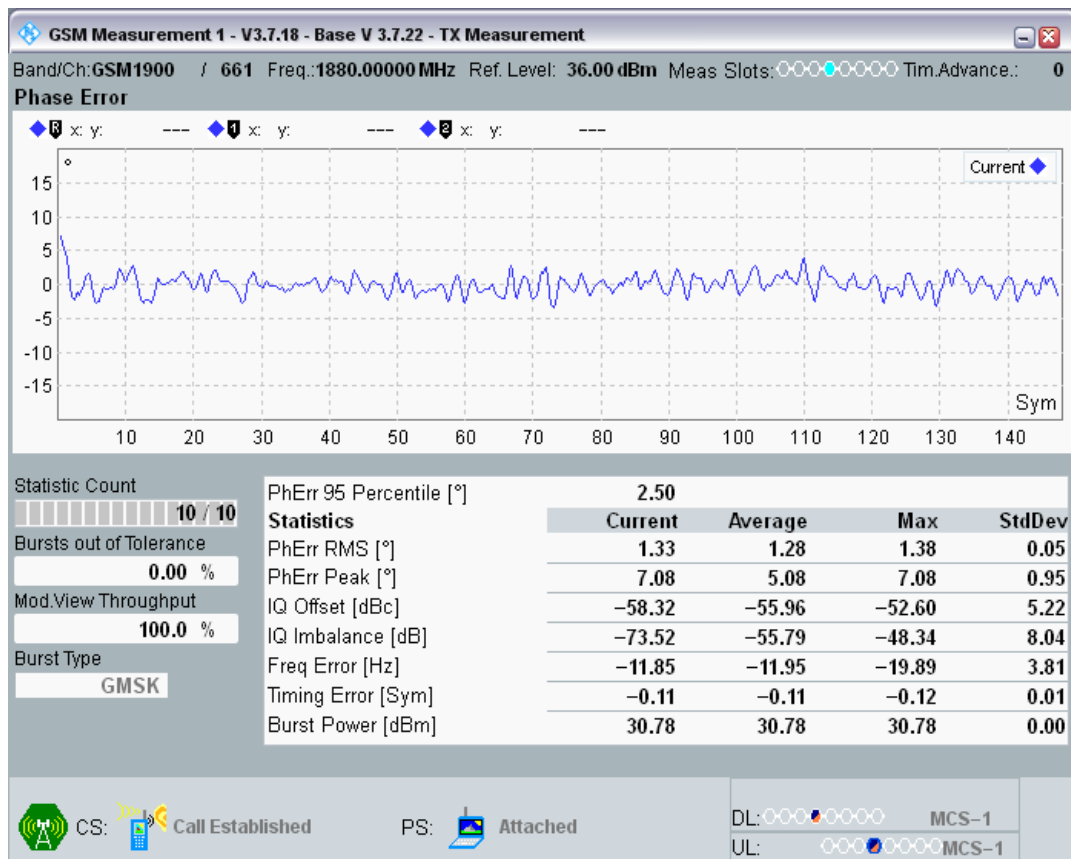 GSM Measurement 1 - V3.7.18 - Base V 3.7.22 - TX Measurement
Band/Ch:GSM1900 / 661 Freq.:1880.00000 MHz Ref. Level: 36.00 dBm Meas Slots: Tim.Advance.: 0
Phase Error
R x: y: --- 1 x: y: --- 2 x: y: ---
°
Current
15
10
5
0
-5
-10
-15
Sym
10 20 30 40 50 60 70 80 90 100 110 120 130 140
Statistic Count
10 / 10
Bursts out of Tolerance
0.00 %
Mod.View Throughput
100.0 %
Burst Type
GMSK
PhErr 95 Percentile [°] 2.50
Statistics Current Average Max StdDev
PhErr RMS [°] 1.33 1.28 1.38 0.05
PhErr Peak [°] 7.08 5.08 7.08 0.95
IQ Offset [dBc] −58.32 −55.96 −52.60 5.22
IQ Imbalance [dB] −73.52 −55.79 −48.34 8.04
Freq Error [Hz] −11.85 −11.95 −19.89 3.81
Timing Error [Sym] −0.11 −0.11 −0.12 0.01
Burst Power [dBm] 30.78 30.78 30.78 0.00
CS: Call Established PS: Attached
DL: MCS−1
UL: MCS−1